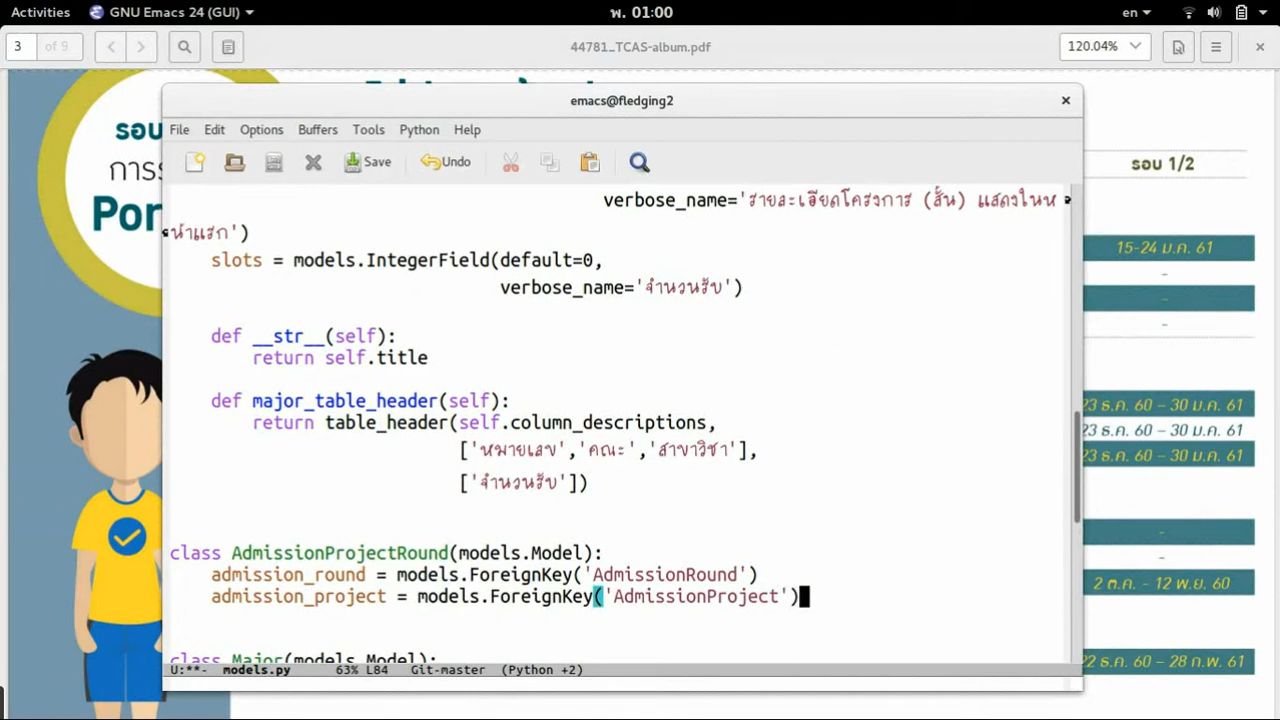 Activities GNU Emacs 24 (GUI) พ. 01:00 en
3 of 9 44781_TCAS-album.pdf 120.04%
รอบ 1/2
Por
15-24 ม.ค. 61
-
-
-
23 ธ.ค. 60 – 30 ม.ค. 61
23 ธ.ค. 60 – 30 ม.ค. 61
23 ธ.ค. 60 – 30 ม.ค. 61
-
-
2 ต.ค. - 12 พ.ย. 60
22 ธ.ค. 60 – 28 ก.พ. 61
emacs@fledging2
File Edit Options Buffers Tools Python Help
Save Undo
verbose_name='รายละเอียดโครงการ (สั้น) แสดงในห
น้าแรก')
slots = models.IntegerField(default=0,
verbose_name='จำนวนรับ')
def __str__(self):
return self.title
def major_table_header(self):
return table_header(self.column_descriptions,
['หมายเลข','คณะ','สาขาวิชา'],
['จำนวนรับ'])
class AdmissionProjectRound(models.Model):
admission_round = models.ForeignKey('AdmissionRound')
admission_project = models.ForeignKey('AdmissionProject')
class Major(models.Model):
U:**- models.py 63% L84 Git-master (Python +2)